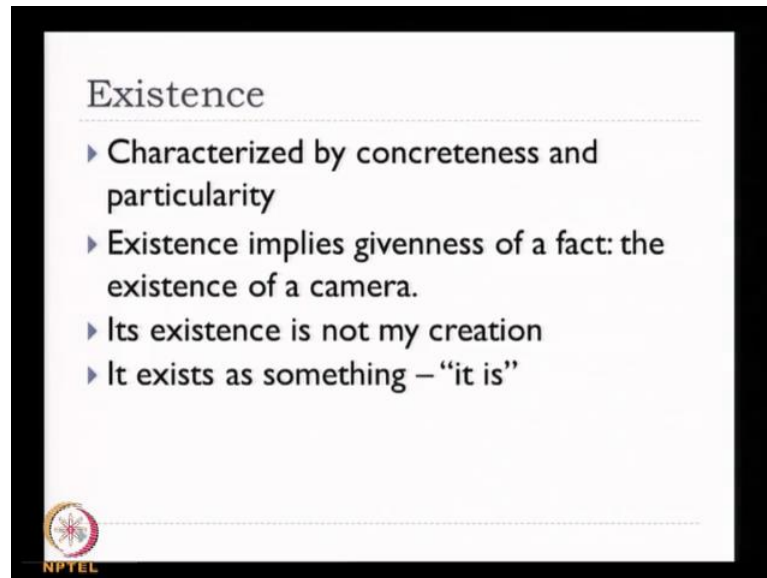 Existence
Characterized by concreteness and
particularity
Existence implies givenness of a fact: the
existence of a camera.
Its existence is not my creation
It exists as something – “it is”
NPTEL